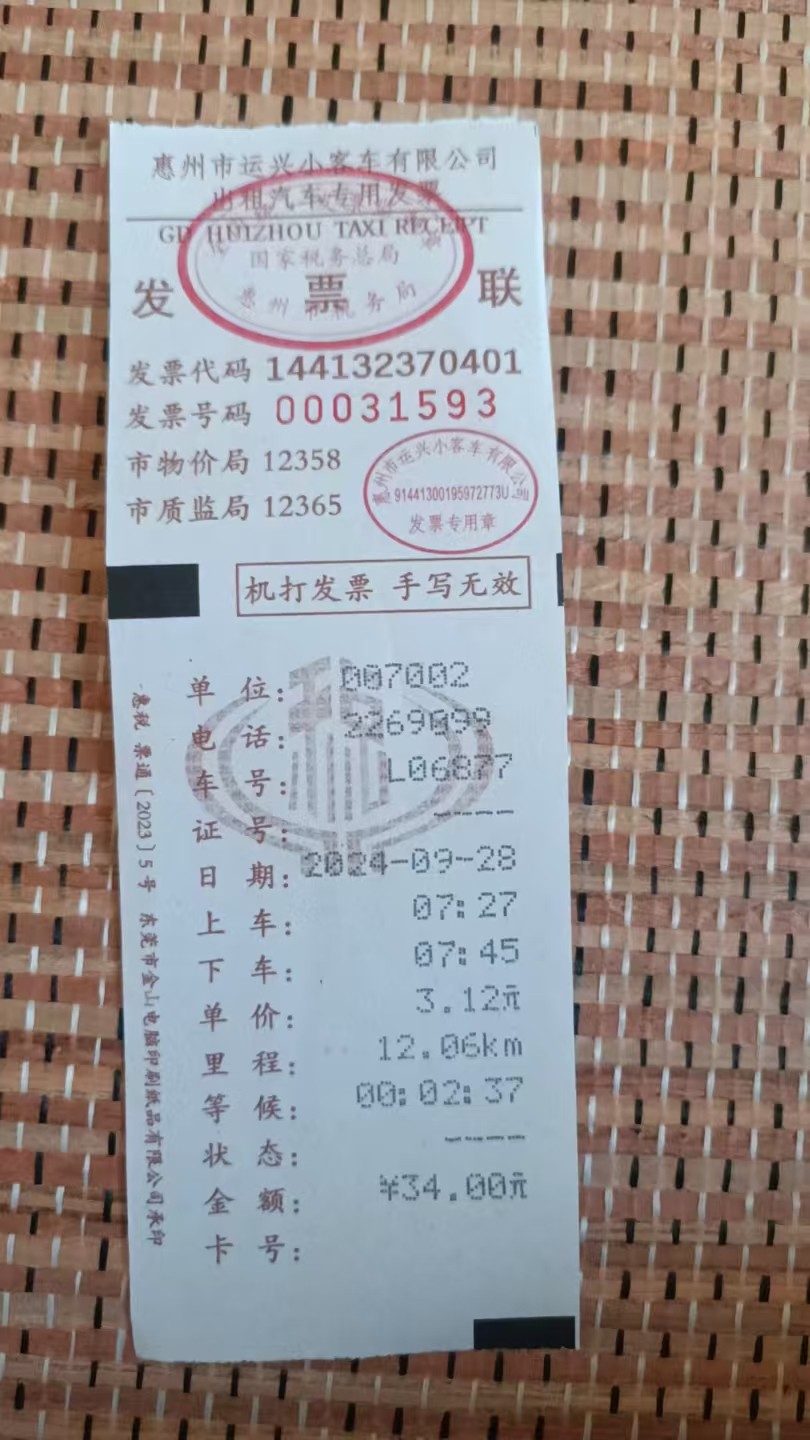 惠州市运兴小客车有限公司
出租汽车专用发票
GD HUIZHOU TAXI RECEIPT
国家税务总局
惠州市税务局
发票联
发票代码 144132370401
发票号码 00031593
市物价局 12358
市质监局 12365
惠州市运兴小客车有限公司
91441300195972773U
发票专用章
机打发票 手写无效
单位: 007002
电话: 2269099
车号: L06877
证号: ----
日期: 2024-09-28
上车: 07:27
下车: 07:45
单价: 3.12元
里程: 12.06km
等候: 00:02:37
状态: ----
金额: ¥34.00元
卡号:
惠税 票通〔2023〕5号 东莞市金山电脑印刷纸品有限公司承印